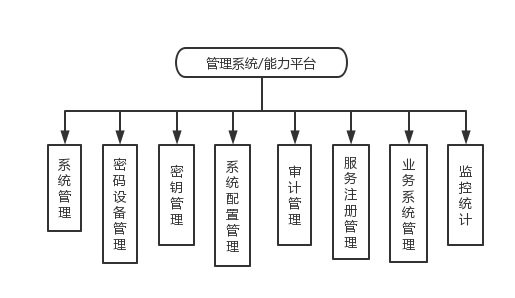 管理系统/能力平台
系统管理
密码设备管理
密钥管理
系统配置管理
审计管理
服务注册管理
业务系统管理
监控统计